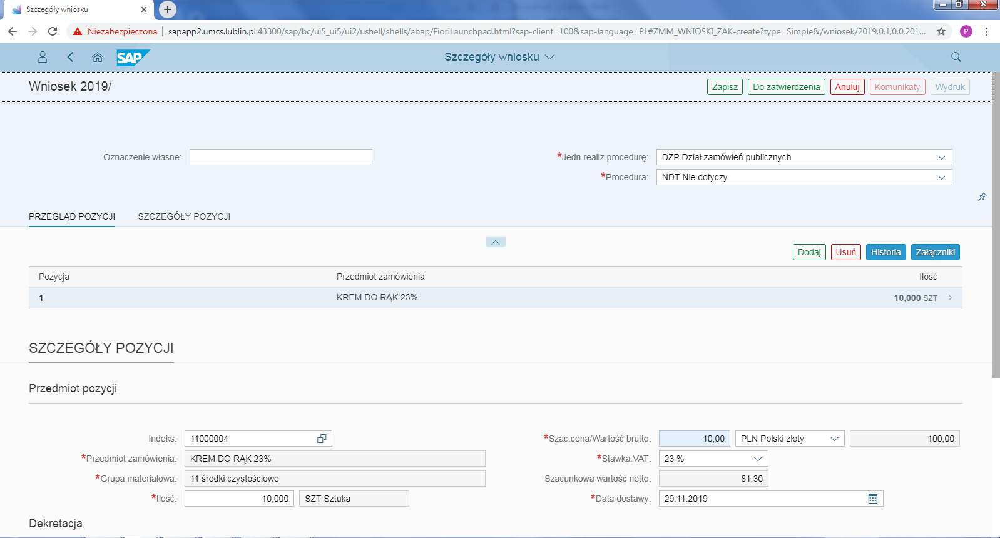 Szczegóły wniosku
Niezabezpieczona
sapapp2.umcs.lublin.pl:43300/sap/bc/ui5_ui5/ui2/ushell/shells/abap/FioriLaunchpad.html?sap-client=100&sap-language=PL#ZMM_WNIOSKI_ZAK-create?type=Simple&/wniosek/2019,0,1,0,0,201...
P
SAP
Szczegóły wniosku
Wniosek 2019/
Zapisz Do zatwierdzenia Anuluj Komunikaty Wydruk
Oznaczenie własne:
*Jedn.realiz.procedurę: DZP Dział zamówień publicznych
*Procedura: NDT Nie dotyczy
PRZEGLĄD POZYCJI SZCZEGÓŁY POZYCJI
Dodaj Usuń Historia Załączniki
Pozycja Przedmiot zamówienia Ilość
1 KREM DO RĄK 23% 10,000 SZT
SZCZEGÓŁY POZYCJI
Przedmiot pozycji
Indeks: 11000004 *Szac.cena/Wartość brutto: 10,00 PLN Polski złoty 100,00
*Przedmiot zamówienia: KREM DO RĄK 23% *Stawka.VAT: 23 %
*Grupa materiałowa: 11 środki czystościowe Szacunkowa wartość netto: 81,30
*Ilość: 10,000 SZT Sztuka *Data dostawy: 29.11.2019
Dekretacja